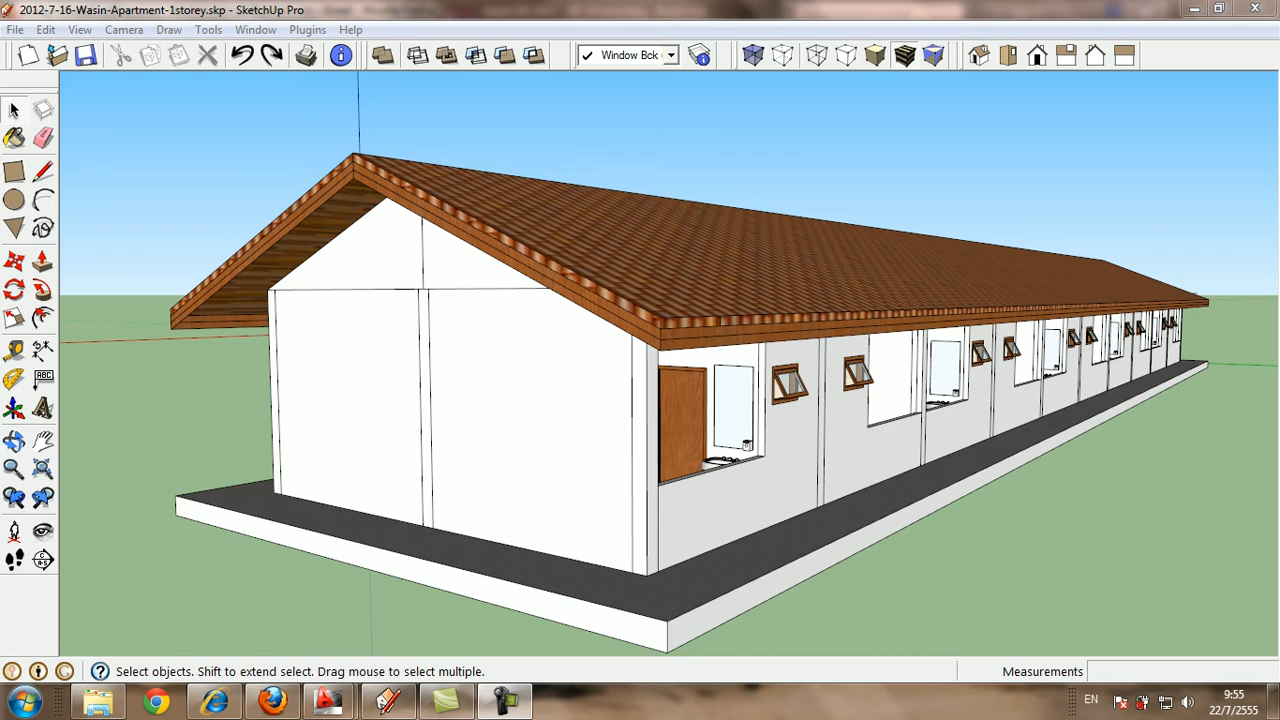 2012-7-16-Wasin-Apartment-1storey.skp - SketchUp Pro
File Edit View Camera Draw Tools Window Plugins Help
Window Bck
ABC
A
Select objects. Shift to extend select. Drag mouse to select multiple.
Measurements
EN
9:55
22/7/2555